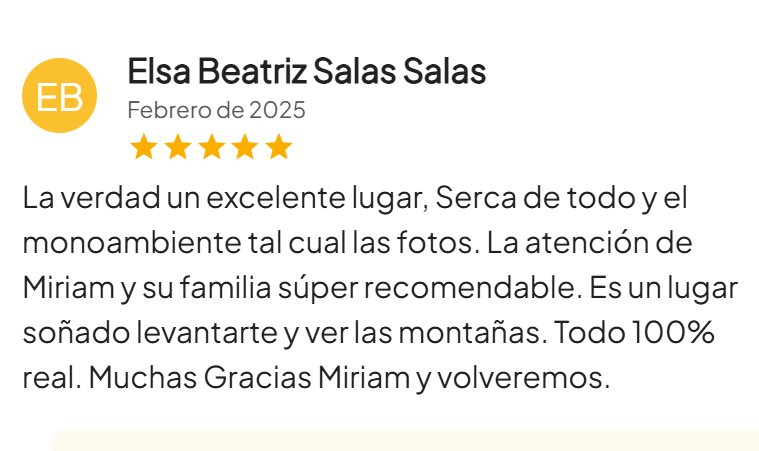 EB
Elsa Beatriz Salas Salas
Febrero de 2025
La verdad un excelente lugar, Serca de todo y el
monoambiente tal cual las fotos. La atención de
Miriam y su familia súper recomendable. Es un lugar
soñado levantarte y ver las montañas. Todo 100%
real. Muchas Gracias Miriam y volveremos.